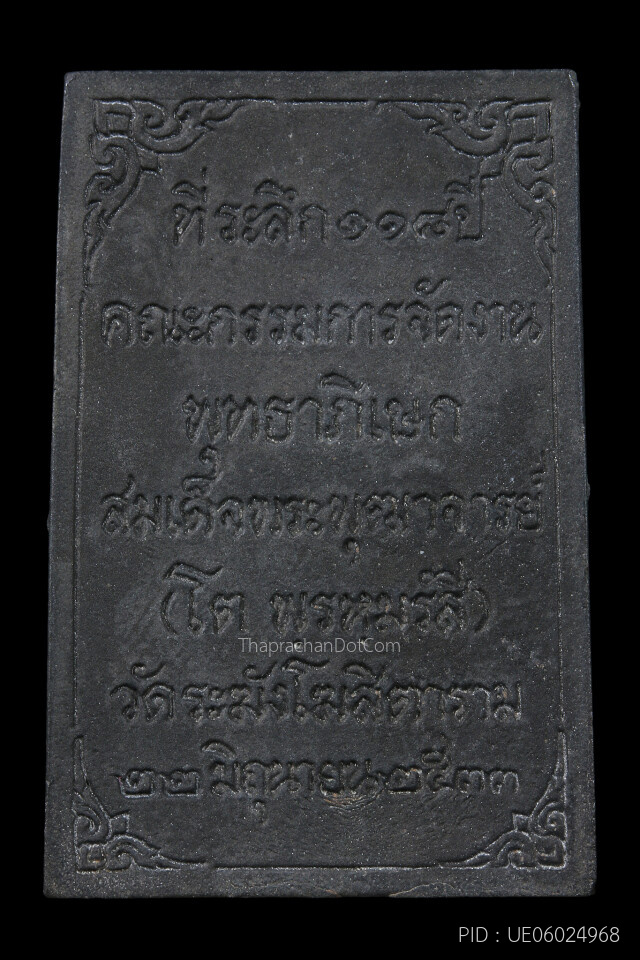 ที่ระลึก๑๑๘ปี
คณะกรรมการจัดงาน
พุทธาภิเษก
สมเด็จพระพุฒาจารย์
(โต พฺรหฺมรํสี)
ThaprachanDotCom
วัดระฆังโฆสิตาราม
๒๒ มิถุนายน ๒๕๓๓
PID : UE06024968